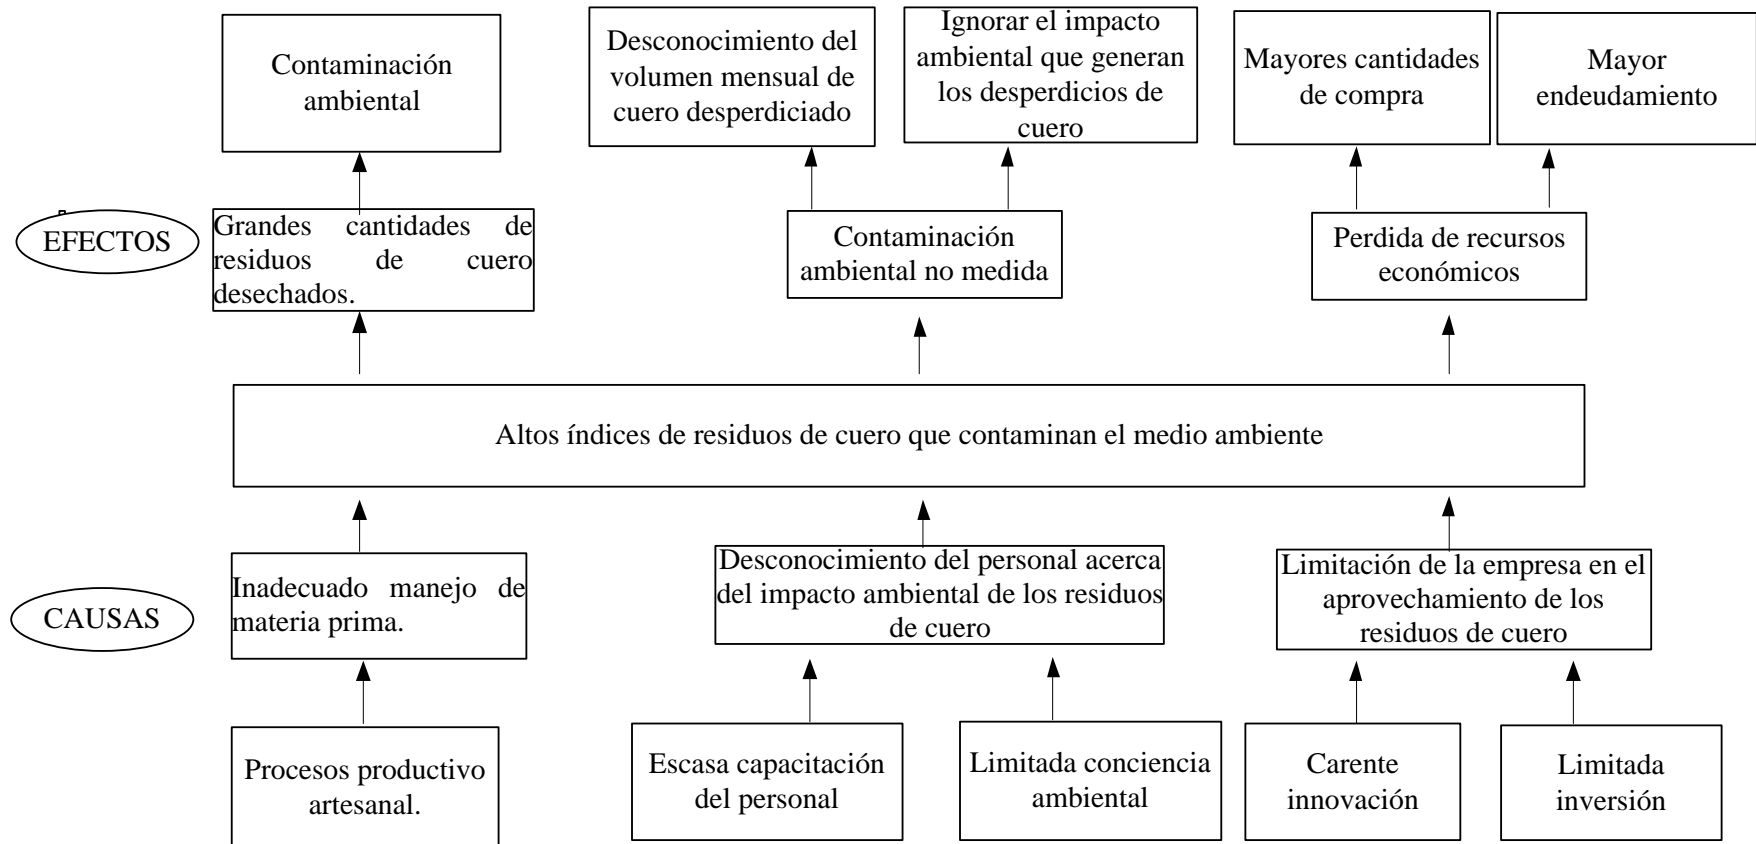 Contaminación
ambiental
Desconocimiento del
volumen mensual de
cuero desperdiciado
Ignorar el impacto
ambiental que generan
los desperdicios de
cuero
Mayores cantidades
de compra
Mayor
endeudamiento
EFECTOS
Grandes cantidades de
residuos de cuero
desechados.
Contaminación
ambiental no medida
Perdida de recursos
económicos
Altos índices de residuos de cuero que contaminan el medio ambiente
CAUSAS
Inadecuado manejo de
materia prima.
Desconocimiento del personal acerca
del impacto ambiental de los residuos
de cuero
Limitación de la empresa en el
aprovechamiento de los
residuos de cuero
Procesos productivo
artesanal.
Escasa capacitación
del personal
Limitada conciencia
ambiental
Carente
innovación
Limitada
inversión